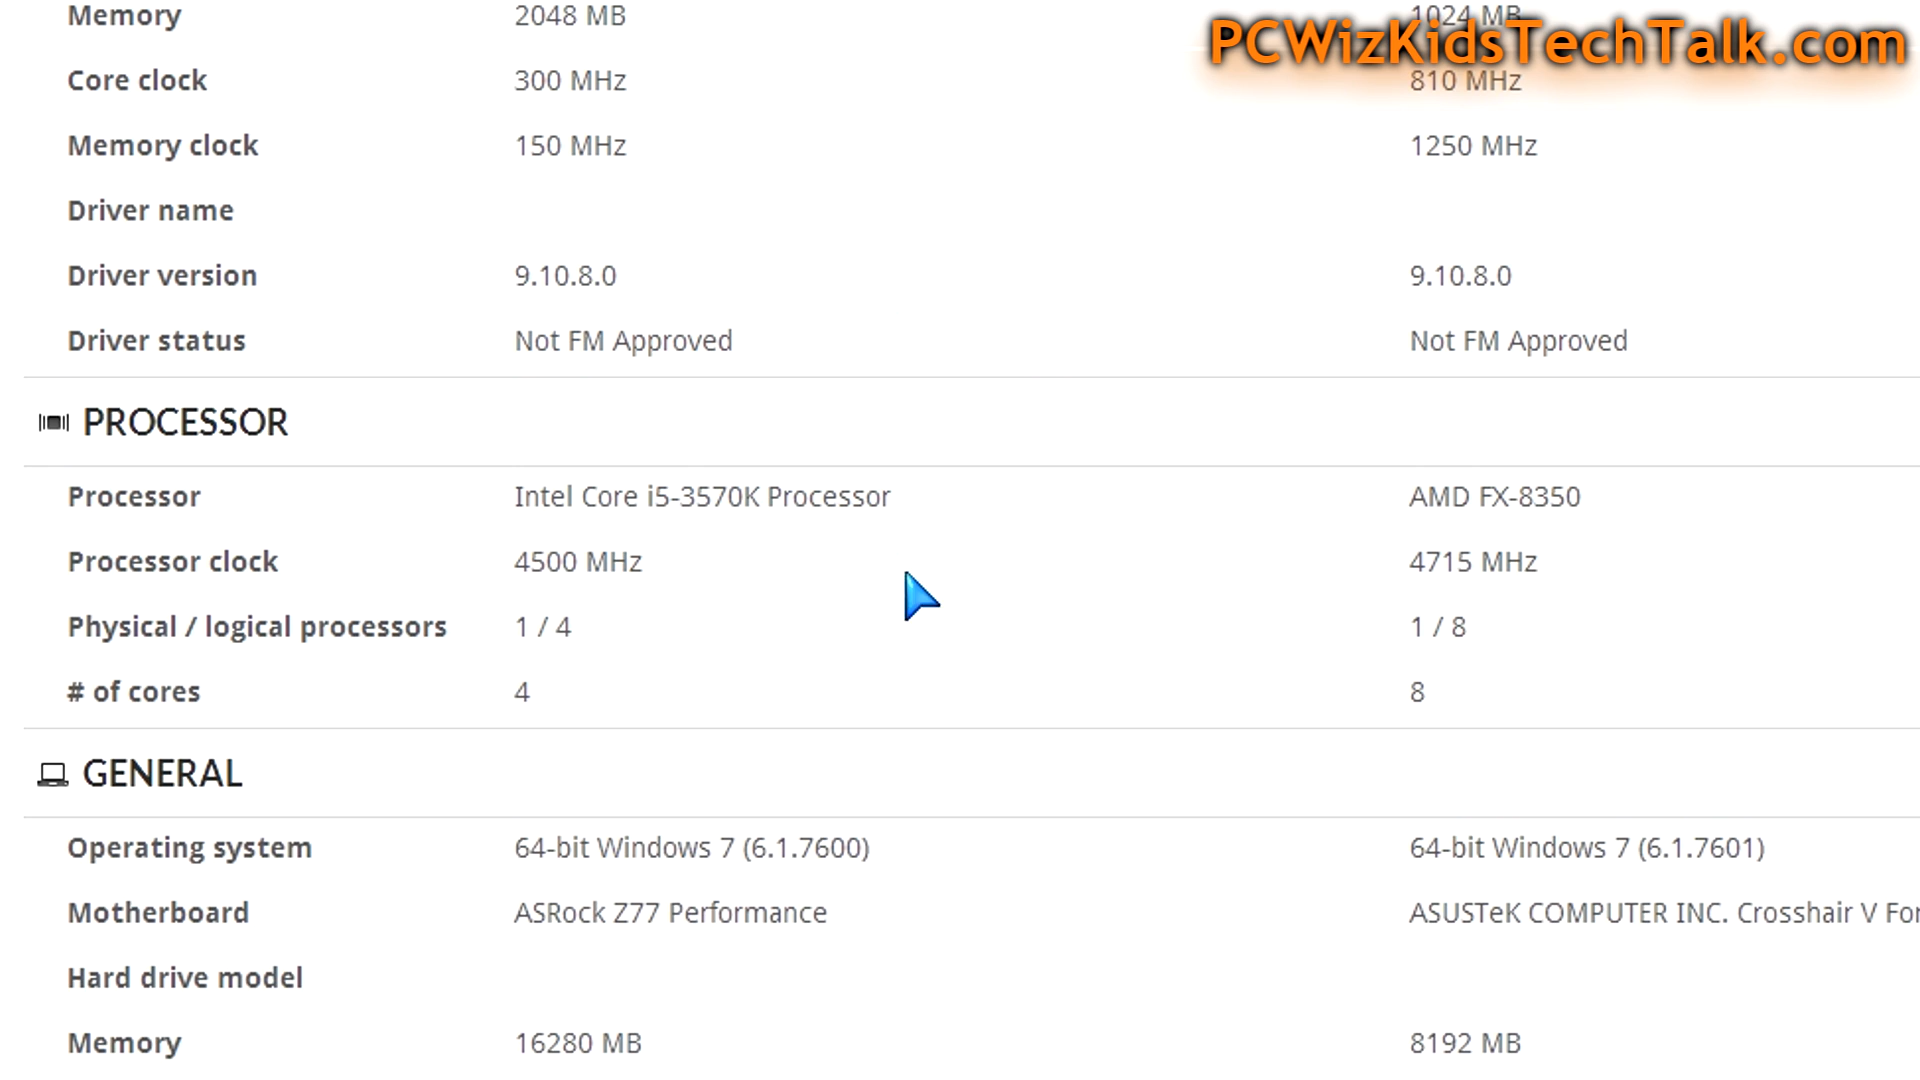 Memory 2048 MB 1024 MB
PCWizKidsTechTalk.com
Core clock 300 MHz 810 MHz
Memory clock 150 MHz 1250 MHz
Driver name
Driver version 9.10.8.0 9.10.8.0
Driver status Not FM Approved Not FM Approved
PROCESSOR
Processor Intel Core i5-3570K Processor AMD FX-8350
Processor clock 4500 MHz 4715 MHz
Physical / logical processors 1 / 4 1 / 8
# of cores 4 8
GENERAL
Operating system 64-bit Windows 7 (6.1.7600) 64-bit Windows 7 (6.1.7601)
Motherboard ASRock Z77 Performance ASUSTeK COMPUTER INC. Crosshair V For
Hard drive model
Memory 16280 MB 8192 MB